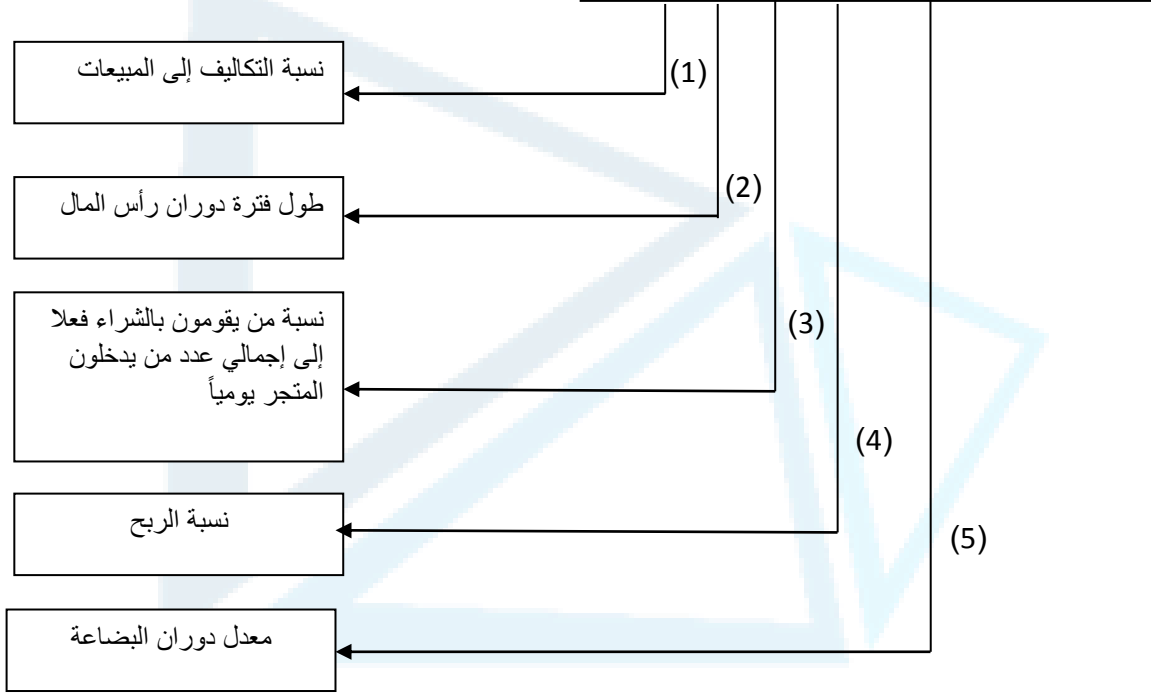 نسبة التكاليف إلى المبيعات
(1)
طول فترة دوران رأس المال
(2)
نسبة من يقومون بالشراء فعلا
إلى إجمالي عدد من يدخلون
المتجر يومياً
(3)
(4)
نسبة الربح
(5)
معدل دوران البضاعة